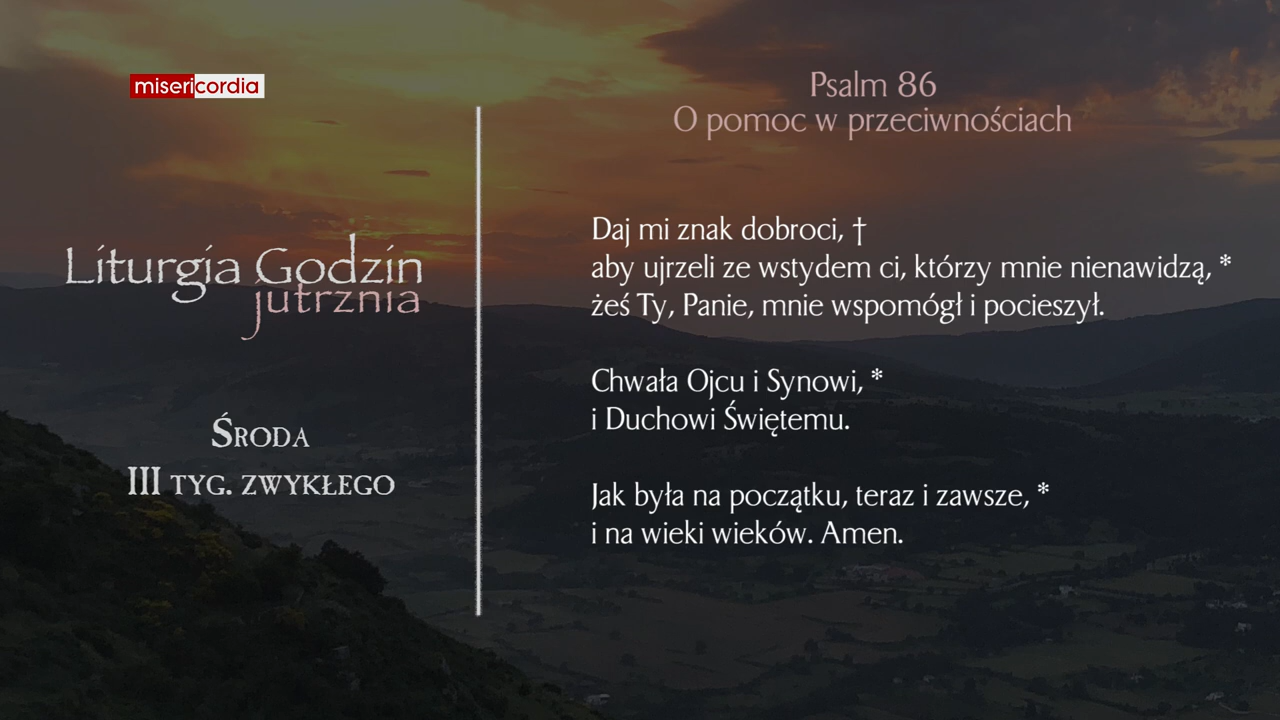 misericordia
Liturgia Godzin
jutrznia
Środa
III tyg. zwykłego
Psalm 86
O pomoc w przeciwnościach
Daj mi znak dobroci, †
aby ujrzeli ze wstydem ci, którzy mnie nienawidzą, *
żeś Ty, Panie, mnie wspomógł i pocieszył.
Chwała Ojcu i Synowi, *
i Duchowi Świętemu.
Jak była na początku, teraz i zawsze, *
i na wieki wieków. Amen.